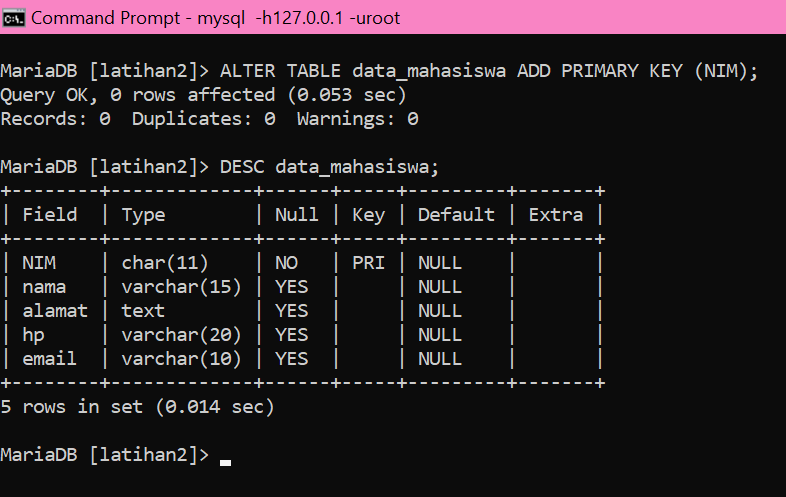 Command Prompt - mysql  -h127.0.0.1 -uroot
MariaDB [latihan2]> ALTER TABLE data_mahasiswa ADD PRIMARY KEY (NIM);
Query OK, 0 rows affected (0.053 sec)
Records: 0  Duplicates: 0  Warnings: 0
MariaDB [latihan2]> DESC data_mahasiswa;
+--------+-------------+------+-----+---------+-------+
| Field  | Type        | Null | Key | Default | Extra |
+--------+-------------+------+-----+---------+-------+
| NIM    | char(11)    | NO   | PRI | NULL    |       |
| nama   | varchar(15) | YES  |     | NULL    |       |
| alamat | text        | YES  |     | NULL    |       |
| hp     | varchar(20) | YES  |     | NULL    |       |
| email  | varchar(10) | YES  |     | NULL    |       |
+--------+-------------+------+-----+---------+-------+
5 rows in set (0.014 sec)
MariaDB [latihan2]>